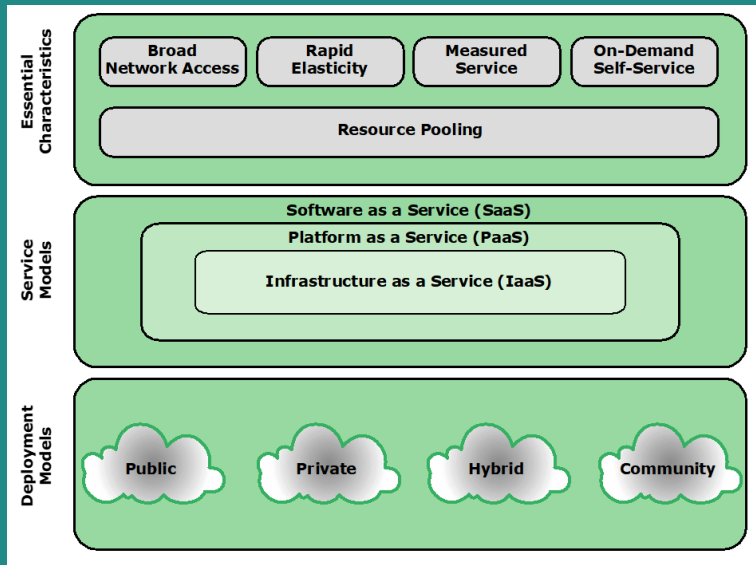 Essential
Characteristics
Broad
Network Access
Rapid
Elasticity
Measured
Service
On-Demand
Self-Service
Resource Pooling
Service
Models
Software as a Service (SaaS)
Platform as a Service (PaaS)
Infrastructure as a Service (IaaS)
Deployment
Models
Public
Private
Hybrid
Community